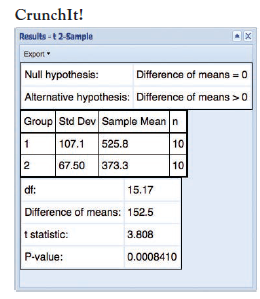 CrunchIt!
Results - t 2-Sample
Export
Null hypothesis: Difference of means = 0
Alternative hypothesis: Difference of means > 0
Group Std Dev Sample Mean n
1 107.1 525.8 10
2 67.50 373.3 10
df: 15.17
Difference of means: 152.5
t statistic: 3.808
P-value: 0.0008410